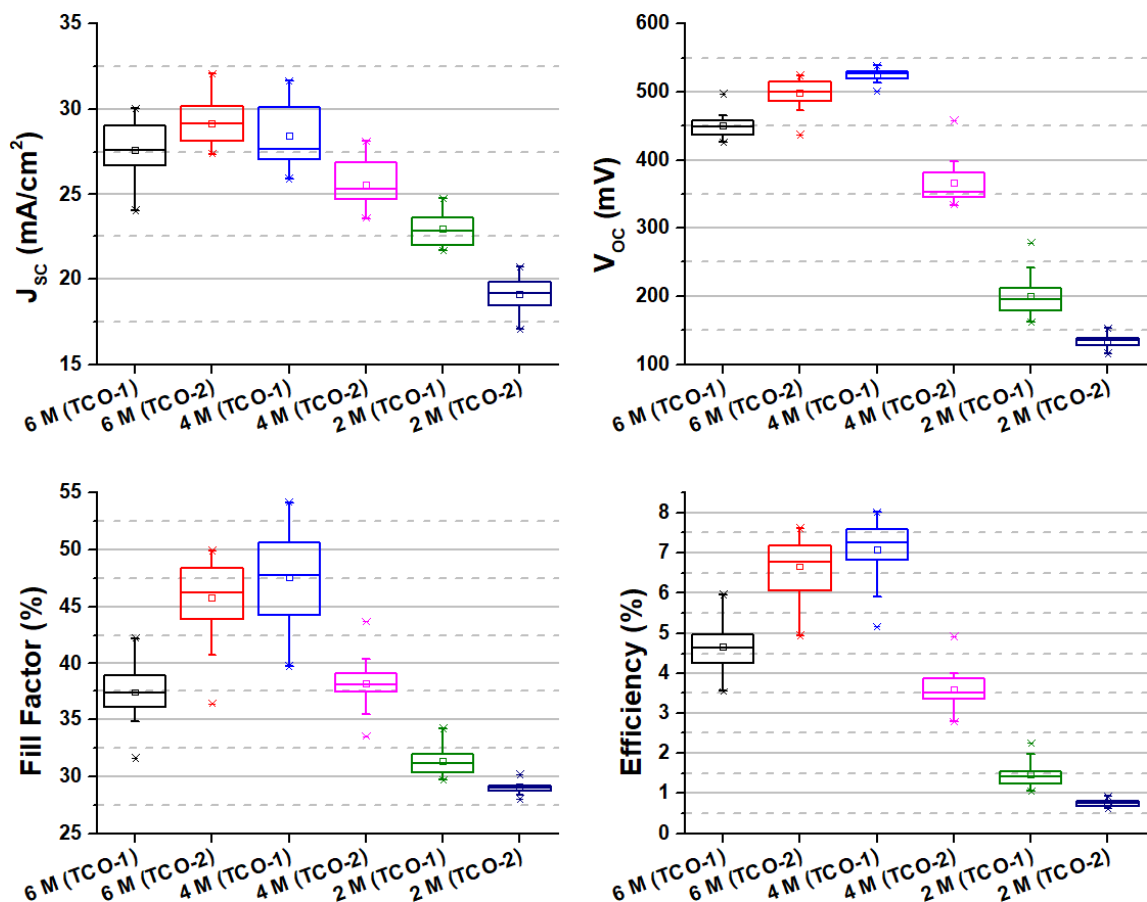 35
30
25
20
15
J_SC (mA/cm²)
6 M (TCO-1)
6 M (TCO-2)
4 M (TCO-1)
4 M (TCO-2)
2 M (TCO-1)
2 M (TCO-2)
600
500
400
300
200
100
V_OC (mV)
6 M (TCO-1)
6 M (TCO-2)
4 M (TCO-1)
4 M (TCO-2)
2 M (TCO-1)
2 M (TCO-2)
55
50
45
40
35
30
25
Fill Factor (%)
6 M (TCO-1)
6 M (TCO-2)
4 M (TCO-1)
4 M (TCO-2)
2 M (TCO-1)
2 M (TCO-2)
8
7
6
5
4
3
2
1
0
Efficiency (%)
6 M (TCO-1)
6 M (TCO-2)
4 M (TCO-1)
4 M (TCO-2)
2 M (TCO-1)
2 M (TCO-2)